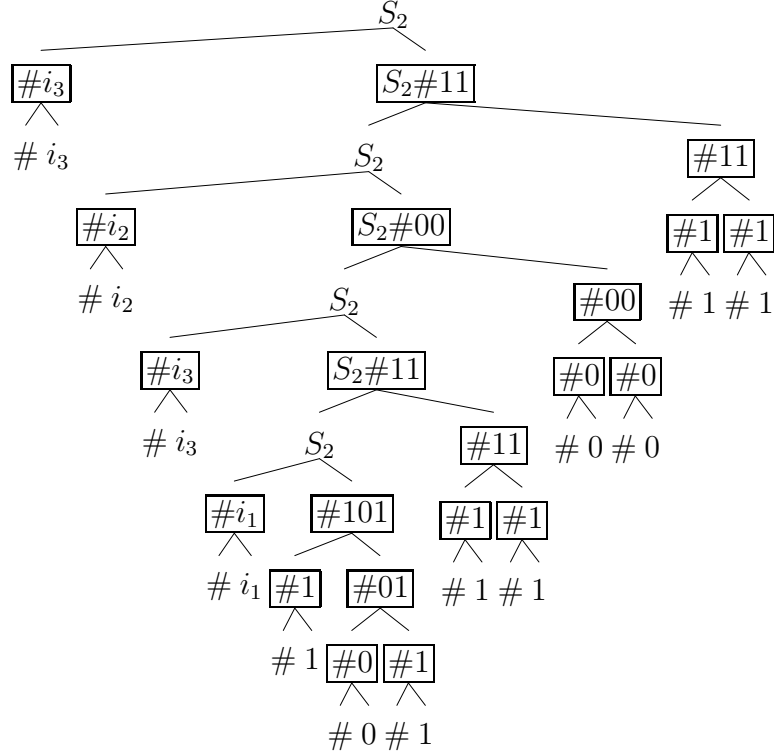 S₂
#i₃ S₂#11
# i₃ S₂ #11
#i₂ S₂#00 #1 #1
# i₂ S₂ #00 # 1 # 1
#i₃ S₂#11 #0 #0
# i₃ S₂ #11 # 0 # 0
#i₁ #101 #1 #1
# i₁ #1 #01 # 1 # 1
# 1 #0 #1
# 0 # 1